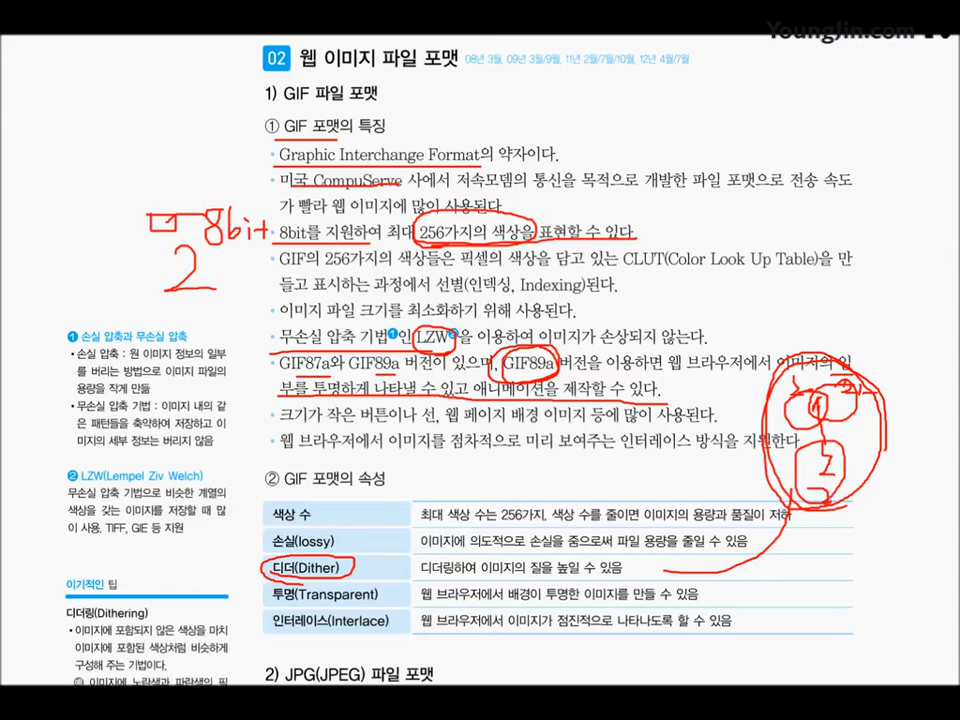 YoungJin.com
02 웹 이미지 파일 포맷 08년 3월, 09년 3월/9월, 11년 2월/7월/10월, 12년 4월/7월
1) GIF 파일 포맷
① GIF 포맷의 특징
• Graphic Interchange Format의 약자이다.
• 미국 CompuServe 사에서 저속모뎀의 통신을 목적으로 개발한 파일 포맷으로 전송 속도
가 빨라 웹 이미지에 많이 사용된다.
8bit
• 8bit를 지원하여 최대 256가지의 색상을 표현할 수 있다.
2
• GIF의 256가지의 색상들은 픽셀의 색상을 담고 있는 CLUT(Color Look Up Table)을 만
들고 표시하는 과정에서 선별(인덱싱, Indexing)된다.
• 이미지 파일 크기를 최소화하기 위해 사용된다.
• 무손실 압축 기법❶인 LZW❷을 이용하여 이미지가 손상되지 않는다.
• GIF87a와 GIF89a 버전이 있으며, GIF89a 버전을 이용하면 웹 브라우저에서 이미지의 일
부를 투명하게 나타낼 수 있고 애니메이션을 제작할 수 있다.
• 크기가 작은 버튼이나 선, 웹 페이지 배경 이미지 등에 많이 사용된다.
• 웹 브라우저에서 이미지를 점차적으로 미리 보여주는 인터레이스 방식을 지원한다.
② GIF 포맷의 속성
색상 수 최대 색상 수는 256가지, 색상 수를 줄이면 이미지의 용량과 품질이 저하
손실(lossy) 이미지에 의도적으로 손실을 줌으로써 파일 용량을 줄일 수 있음
디더(Dither) 디더링하여 이미지의 질을 높일 수 있음
투명(Transparent) 웹 브라우저에서 배경이 투명한 이미지를 만들 수 있음
인터레이스(Interlace) 웹 브라우저에서 이미지가 점진적으로 나타나도록 할 수 있음
2) JPG(JPEG) 파일 포맷
❶ 손실 압축과 무손실 압축
• 손실 압축 : 원 이미지 정보의 일부
를 버리는 방법으로 이미지 파일의
용량을 작게 만듦
• 무손실 압축 기법 : 이미지 내의 같
은 패턴들을 축약하여 저장하고 이
미지의 세부 정보는 버리지 않음
❷ LZW(Lempel Ziv Welch)
무손실 압축 기법으로 비슷한 계열의
색상을 갖는 이미지를 저장할 때 많
이 사용. TIFF, GIE 등 지원
이기적인 팁
디더링(Dithering)
• 이미지에 포함되지 않은 색상을 마치
이미지에 포함된 색상처럼 비슷하게
구성해 주는 기법이다.
예 이미지에 노란색과 파란색의 픽